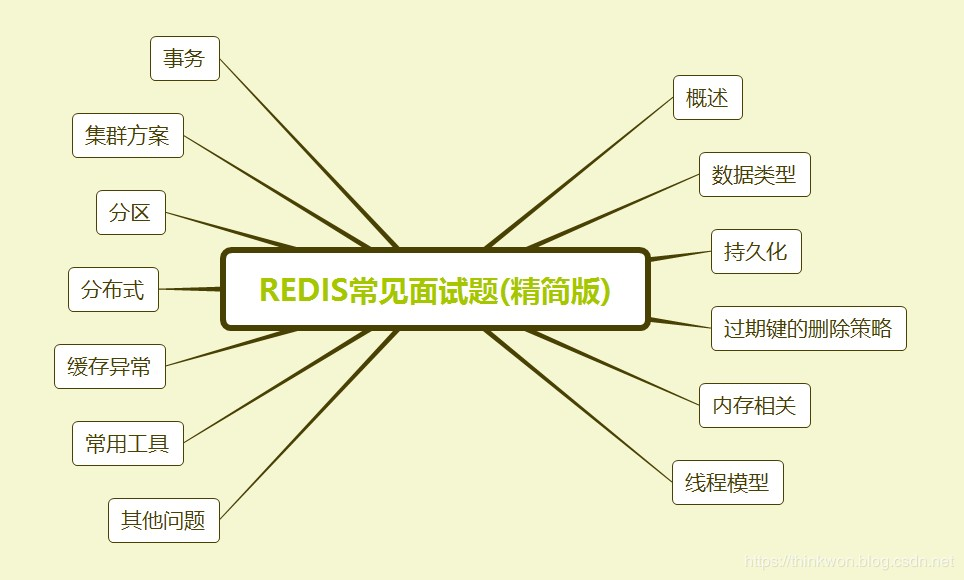 事务
概述
集群方案
数据类型
分区
持久化
REDIS常见面试题(精简版)
分布式
过期键的删除策略
缓存异常
内存相关
常用工具
线程模型
其他问题
https://thinkwon.blog.csdn.net